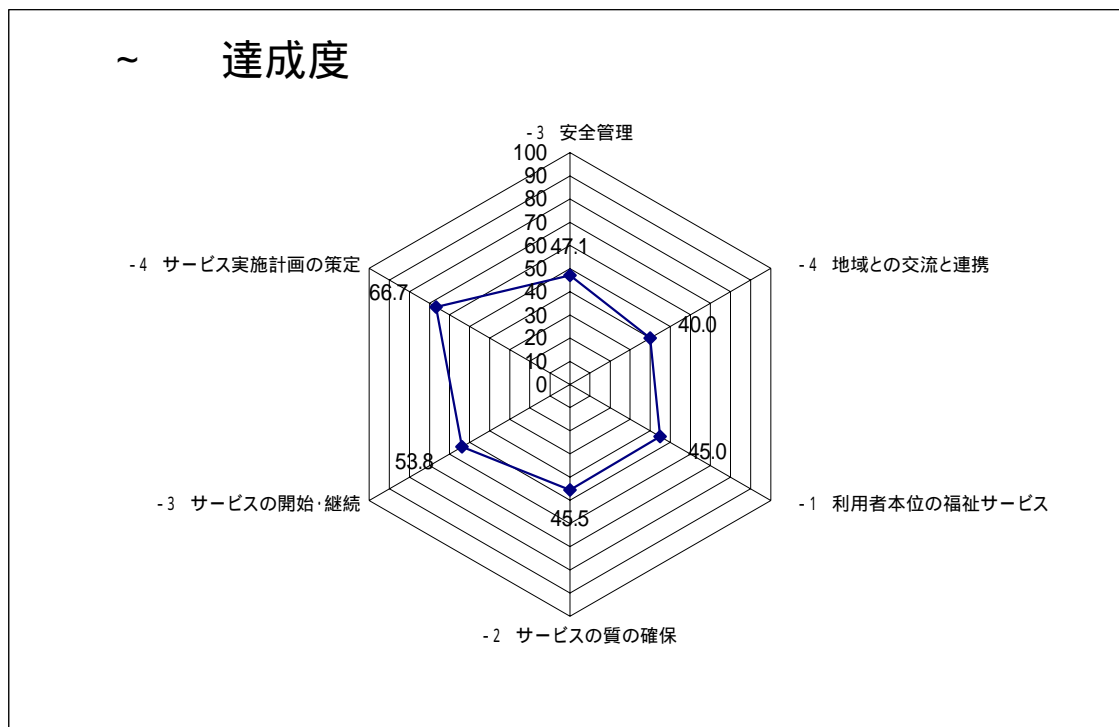 ~ 達成度
-3 安全管理
100
90
80
70
60
50
40
30
20
10
0
47.1
-4 地域との交流と連携
40.0
-1 利用者本位の福祉サービス
45.0
-2 サービスの質の確保
45.5
-3 サービスの開始・継続
53.8
-4 サービス実施計画の策定
66.7